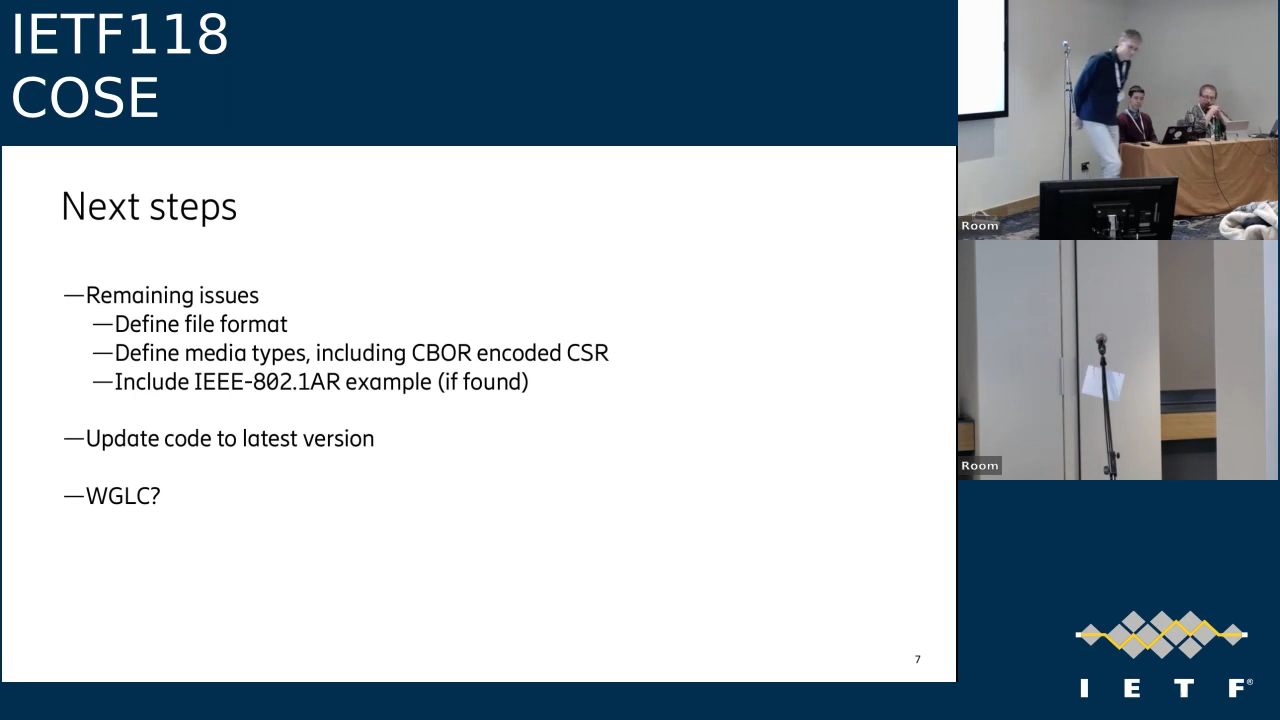 IETF118
COSE
Next steps
—Remaining issues
—Define file format
—Define media types, including CBOR encoded CSR
—Include IEEE-802.1AR example (if found)
—Update code to latest version
—WGLC?
7
Room
Room
I E T F®